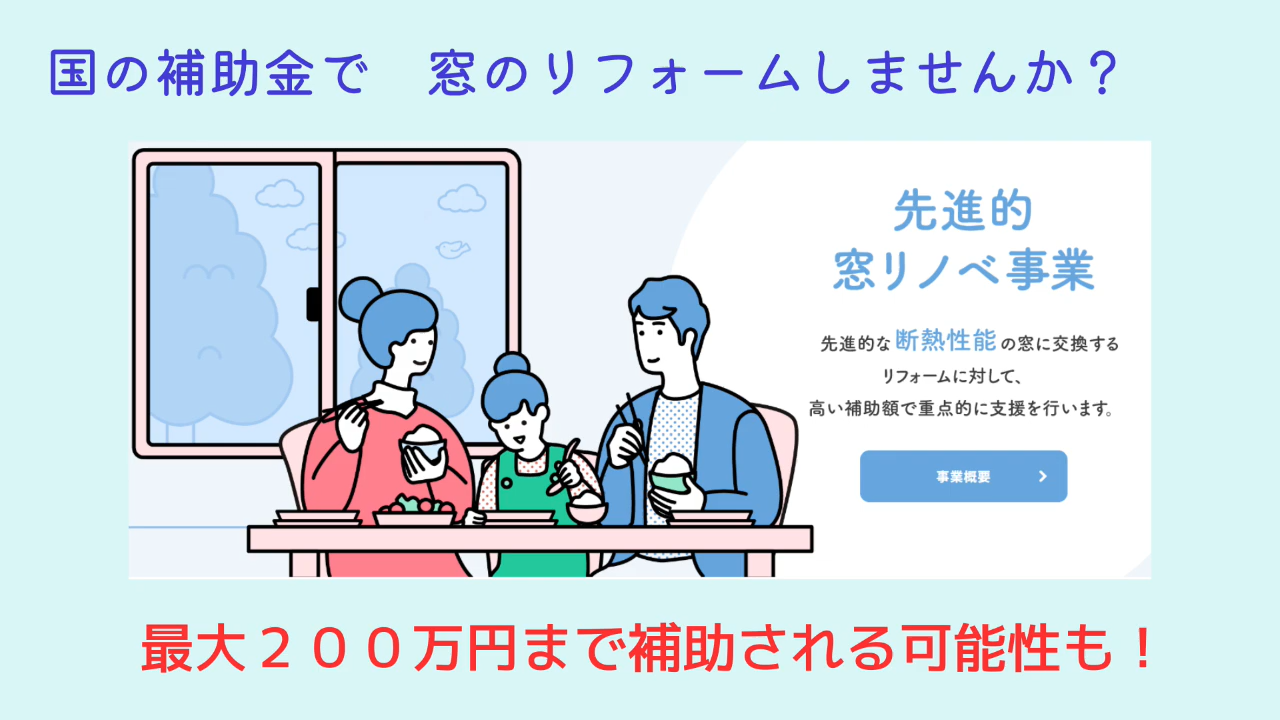 国の補助金で　窓のリフォームしませんか？
先進的
窓リノベ事業
先進的な断熱性能の窓に交換する
リフォームに対して、
高い補助額で重点的に支援を行います。
事業概要
最大２００万円まで補助される可能性も！